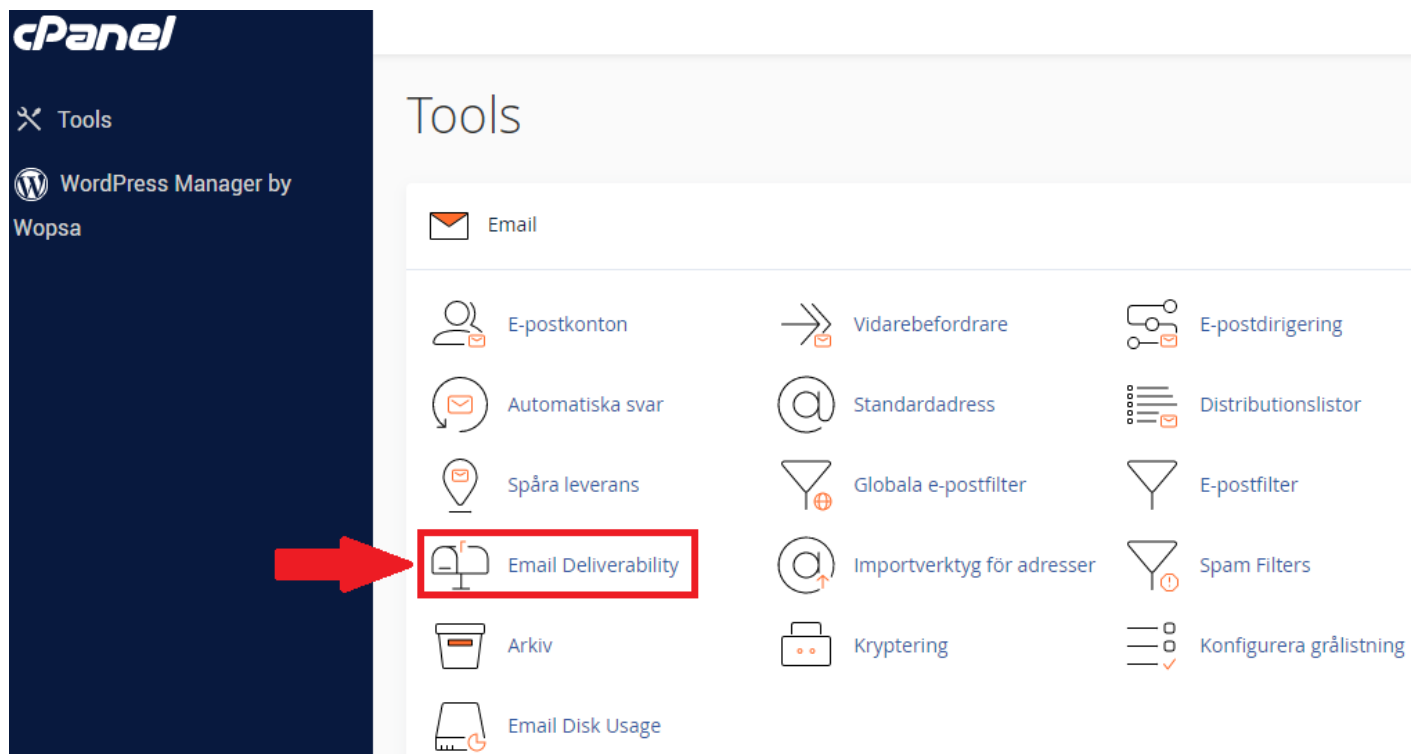 cPanel
Tools
WordPress Manager by
Wopsa
Tools
Email
E-postkonton
Vidarebefordrare
E-postdirigering
Automatiska svar
Standardadress
Distributionslistor
Spåra leverans
Globala e-postfilter
E-postfilter
Email Deliverability
Importverktyg för adresser
Spam Filters
Arkiv
Kryptering
Konfigurera grålistning
Email Disk Usage